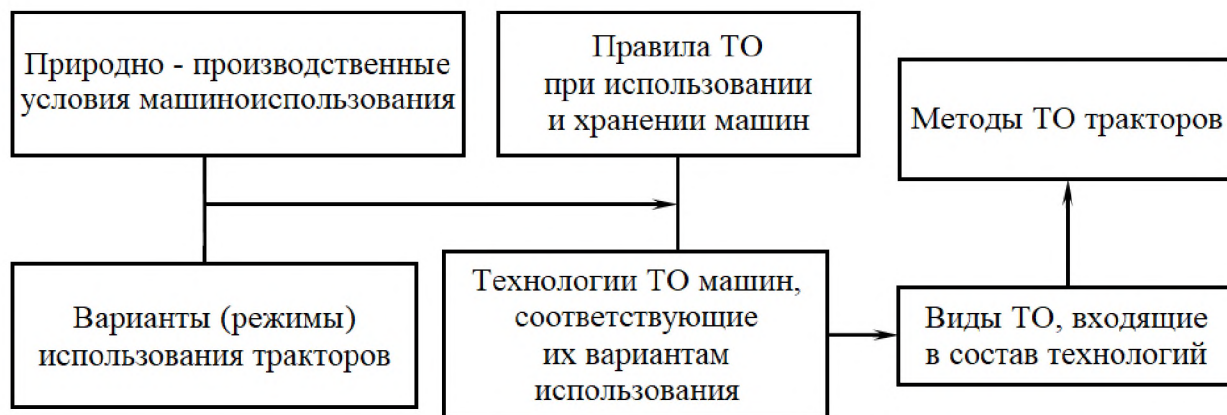 Природно - производственные
условия машиноиспользования
Правила ТО
при использовании
и хранении машин
Методы ТО тракторов
Варианты (режимы)
использования тракторов
Технологии ТО машин,
соответствующие
их вариантам
использования
Виды ТО, входящие
в состав технологий